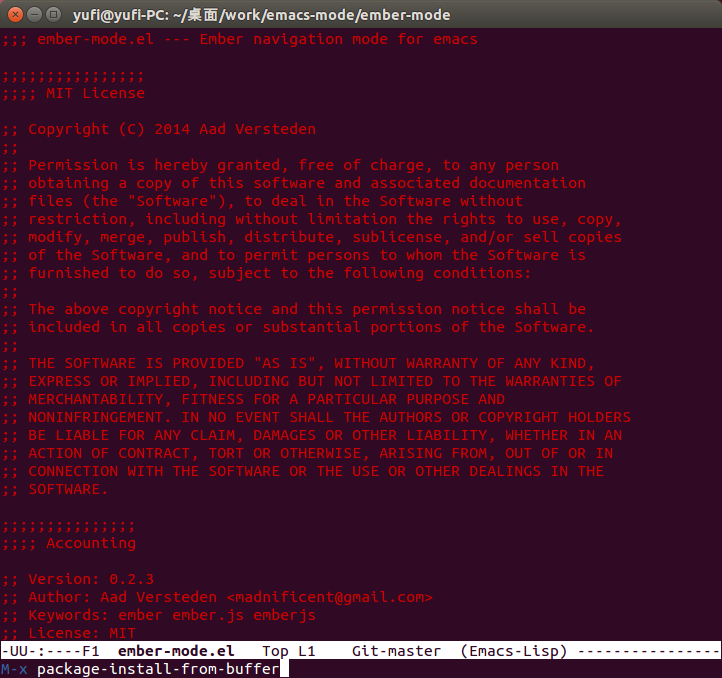 yufi@yufi-PC: ~/桌面/work/emacs-mode/ember-mode
;;; ember-mode.el --- Ember navigation mode for emacs
;;;;;;;;;;;;;;;;
;;;; MIT License
;; Copyright (C) 2014 Aad Versteden
;;
;; Permission is hereby granted, free of charge, to any person
;; obtaining a copy of this software and associated documentation
;; files (the "Software"), to deal in the Software without
;; restriction, including without limitation the rights to use, copy,
;; modify, merge, publish, distribute, sublicense, and/or sell copies
;; of the Software, and to permit persons to whom the Software is
;; furnished to do so, subject to the following conditions:
;;
;; The above copyright notice and this permission notice shall be
;; included in all copies or substantial portions of the Software.
;;
;; THE SOFTWARE IS PROVIDED "AS IS", WITHOUT WARRANTY OF ANY KIND,
;; EXPRESS OR IMPLIED, INCLUDING BUT NOT LIMITED TO THE WARRANTIES OF
;; MERCHANTABILITY, FITNESS FOR A PARTICULAR PURPOSE AND
;; NONINFRINGEMENT. IN NO EVENT SHALL THE AUTHORS OR COPYRIGHT HOLDERS
;; BE LIABLE FOR ANY CLAIM, DAMAGES OR OTHER LIABILITY, WHETHER IN AN
;; ACTION OF CONTRACT, TORT OR OTHERWISE, ARISING FROM, OUT OF OR IN
;; CONNECTION WITH THE SOFTWARE OR THE USE OR OTHER DEALINGS IN THE
;; SOFTWARE.
;;;;;;;;;;;;;;;
;;;; Accounting
;; Version: 0.2.3
;; Author: Aad Versteden <madnificent@gmail.com>
;; Keywords: ember ember.js emberjs
;; License: MIT
-UU-:----F1  ember-mode.el   Top L1    Git-master  (Emacs-Lisp) ----------------
M-x package-install-from-buffer